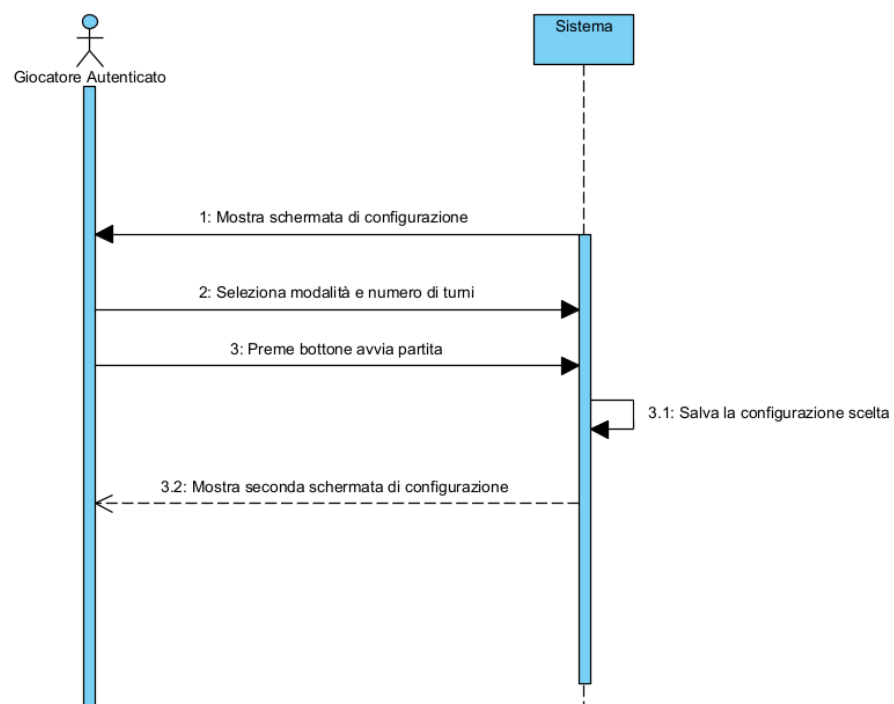 Sistema
Giocatore Autenticato
1: Mostra schermata di configurazione
2: Seleziona modalità e numero di turni
3: Preme bottone avvia partita
3.1: Salva la configurazione scelta
3.2: Mostra seconda schermata di configurazione